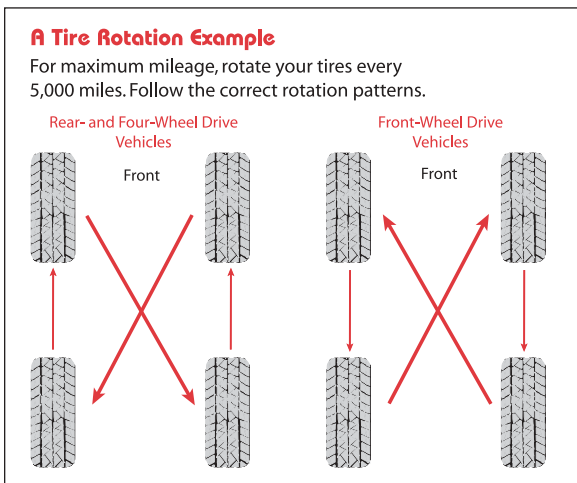 A Tire Rotation Example
For maximum mileage, rotate your tires every
5,000 miles. Follow the correct rotation patterns.
Rear- and Four-Wheel Drive
Vehicles
Front
Front-Wheel Drive
Vehicles
Front